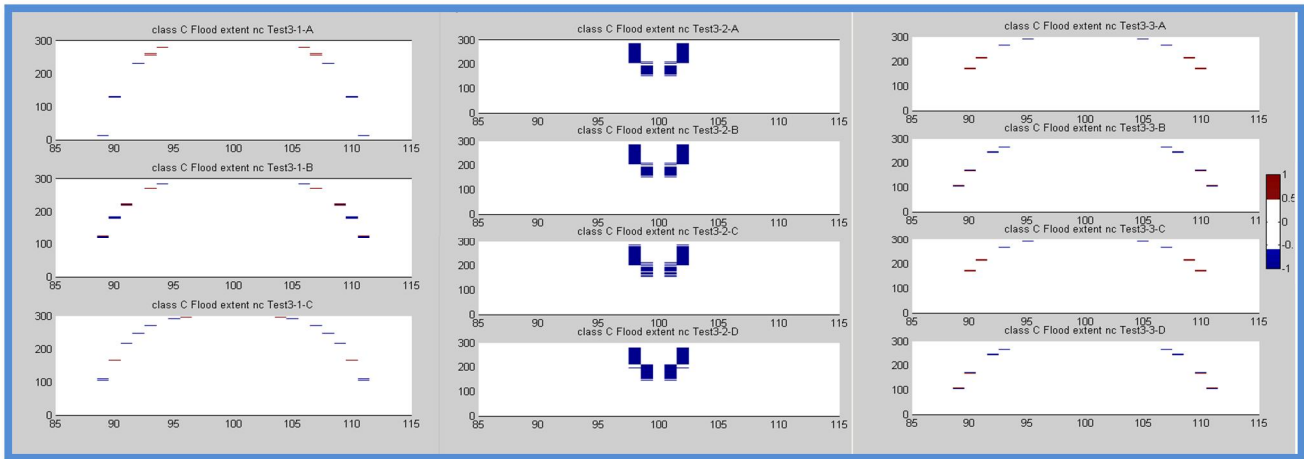 class C Flood extent nc Test3-1-A
300
200
100
0
85 90 95 100 105 110 115
class C Flood extent nc Test3-1-B
300
200
100
0
85 90 95 100 105 110 115
class C Flood extent nc Test3-1-C
300
200
100
0
85 90 95 100 105 110 115
class C Flood extent nc Test3-2-A
300
200
100
0
85 90 95 100 105 110 115
class C Flood extent nc Test3-2-B
300
200
100
0
85 90 95 100 105 110 115
class C Flood extent nc Test3-2-C
300
200
100
0
85 90 95 100 105 110 115
class C Flood extent nc Test3-2-D
300
200
100
0
85 90 95 100 105 110 115
class C Flood extent nc Test3-3-A
300
200
100
0
85 90 95 100 105 110 115
class C Flood extent nc Test3-3-B
300
200
100
0
85 90 95 100 105 110 11
class C Flood extent nc Test3-3-C
300
200
100
0
85 90 95 100 105 110 115
class C Flood extent nc Test3-3-D
300
200
100
0
85 90 95 100 105 110 115
1
0.5
0
-0.
-1